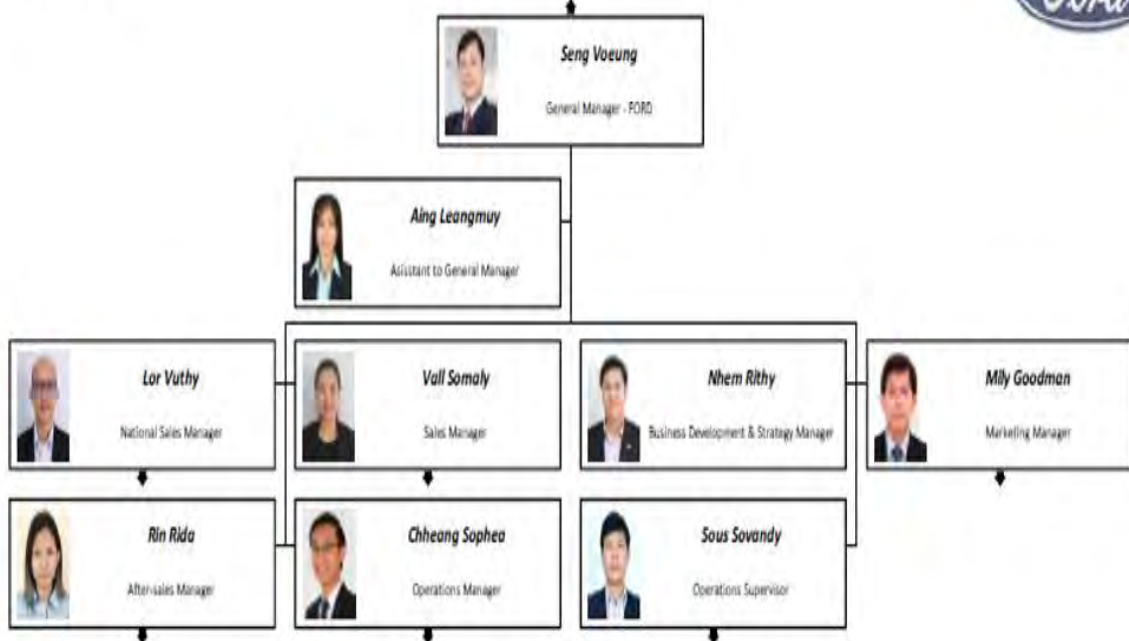 Ford
Seng Voeung
General Manager - FORD
Aing Leangmuy
Asisstant to General Manager
Lor Vuthy
National Sales Manager
Vall Somaly
Sales Manager
Nhem Rithy
Business Development & Strategy Manager
Mily Goodman
Marketing Manager
Rin Rida
After-sales Manager
Chheang Sophea
Operations Manager
Sous Sovandy
Operations Supervisor